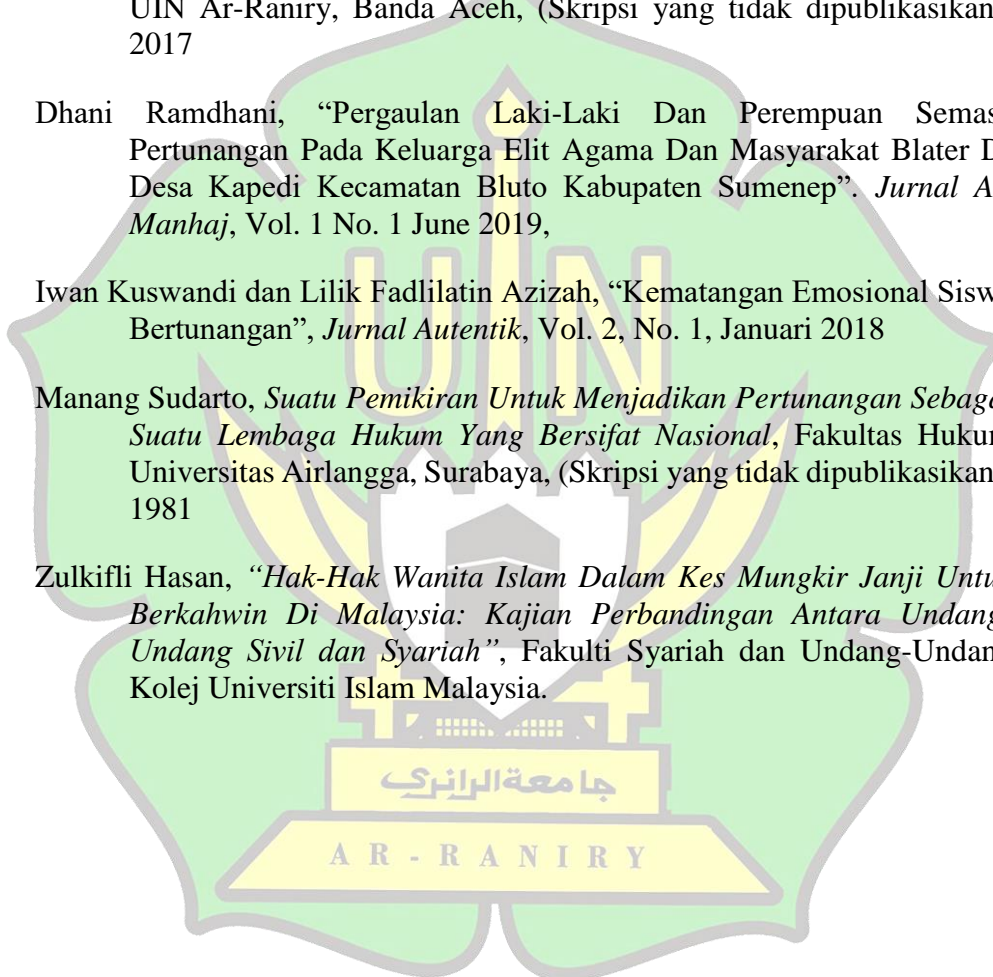 UIN Ar-Raniry, Banda Aceh, (Skripsi yang tidak dipublikasikan
2017
Dhani Ramdhani, “Pergaulan Laki-Laki Dan Perempuan Semas
Pertunangan Pada Keluarga Elit Agama Dan Masyarakat Blater D
Desa Kapedi Kecamatan Bluto Kabupaten Sumenep”. Jurnal A
Manhaj, Vol. 1 No. 1 June 2019,
Iwan Kuswandi dan Lilik Fadlilatin Azizah, “Kematangan Emosional Sisw
Bertunangan”, Jurnal Autentik, Vol. 2, No. 1, Januari 2018
Manang Sudarto, Suatu Pemikiran Untuk Menjadikan Pertunangan Sebaga
Suatu Lembaga Hukum Yang Bersifat Nasional, Fakultas Hukum
Universitas Airlangga, Surabaya, (Skripsi yang tidak dipublikasikan
1981
Zulkifli Hasan, “Hak-Hak Wanita Islam Dalam Kes Mungkir Janji Untu
Berkahwin Di Malaysia: Kajian Perbandingan Antara Undang
Undang Sivil dan Syariah”, Fakulti Syariah dan Undang-Undan
Kolej Universiti Islam Malaysia.
UIN
جامعة الرانري
AR-RANIRY